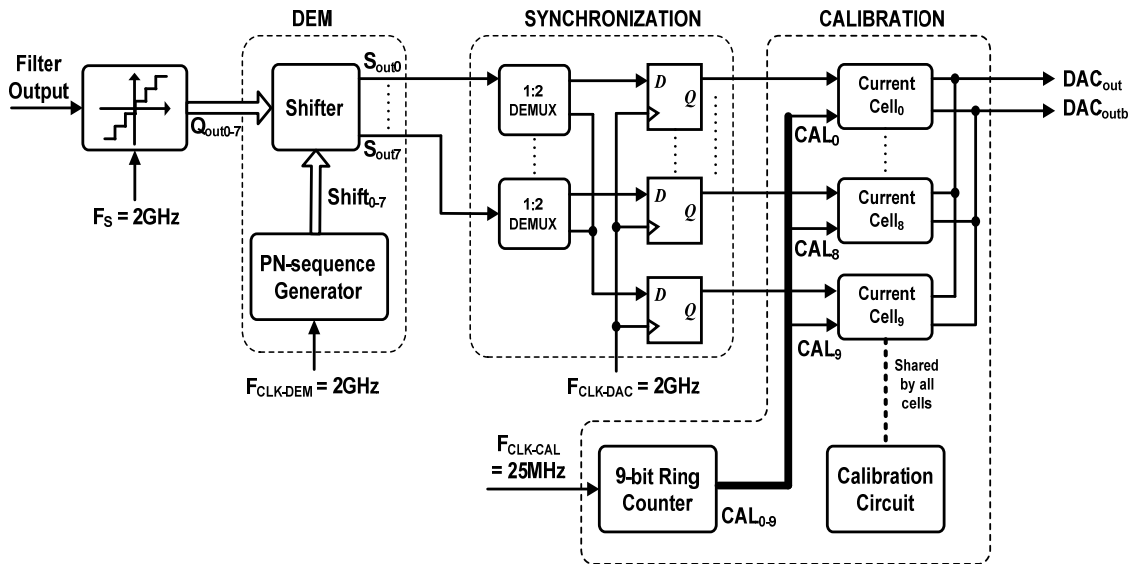 DEM
SYNCHRONIZATION
CALIBRATION
Filter
Output
Qout0-7
FS = 2GHz
Shifter
Sout0
Sout7
Shift0-7
PN-sequence
Generator
FCLK-DEM = 2GHz
1:2
DEMUX
1:2
DEMUX
D
Q
D
Q
D
Q
FCLK-DAC = 2GHz
Current
Cell0
CAL0
Current
Cell8
CAL8
Current
Cell9
CAL9
DACout
DACoutb
Shared
by all
cells
Calibration
Circuit
FCLK-CAL
= 25MHz
9-bit Ring
Counter
CAL0-9